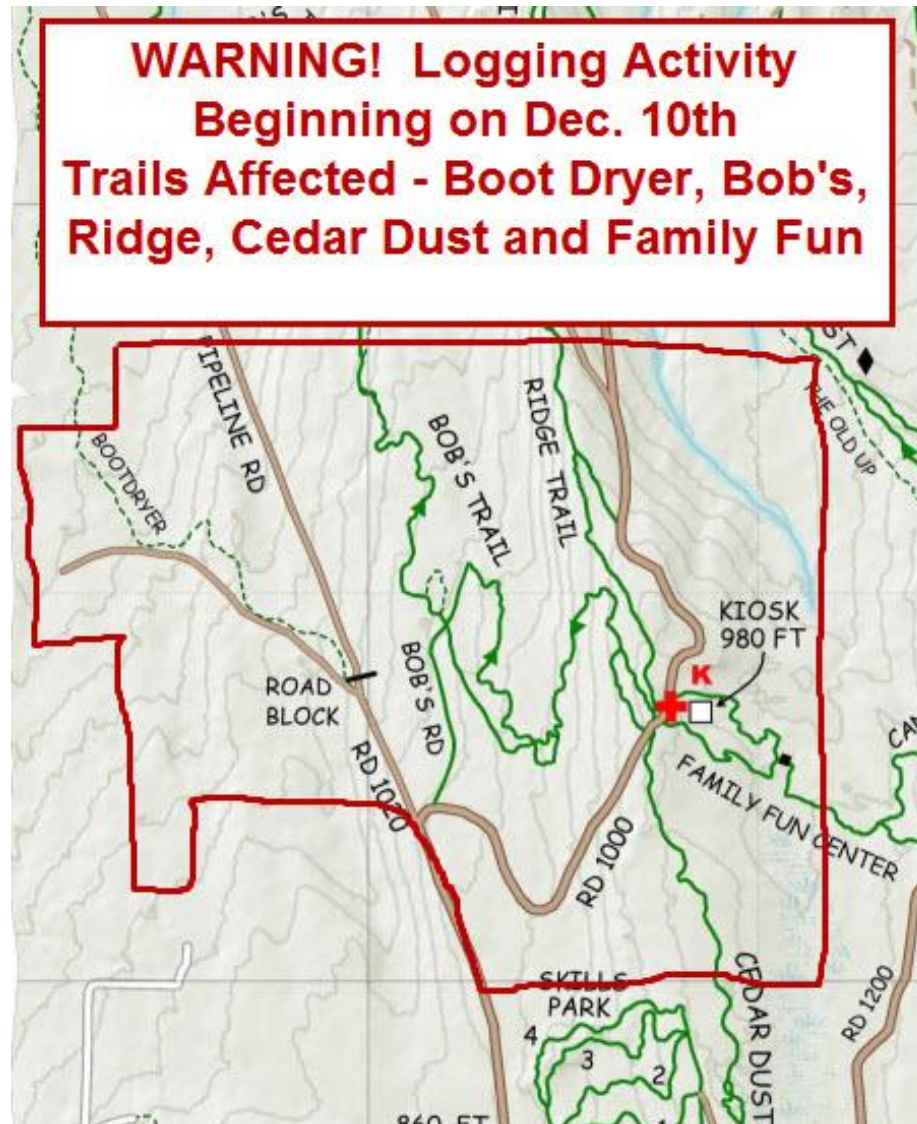 WARNING! Logging Activity
Beginning on Dec. 10th
Trails Affected - Boot Dryer, Bob's,
Ridge, Cedar Dust and Family Fun
PIPELINE RD
BOOTDRYER
BOB'S TRAIL
RIDGE TRAIL
THE OLD UP
KIOSK
980 FT
K
ROAD
BLOCK
BOB'S RD
RD 1020
RD 1000
FAMILY FUN CENTER
RD 1200
SKILLS
PARK
CEDAR DUST
4
3
2
860 FT